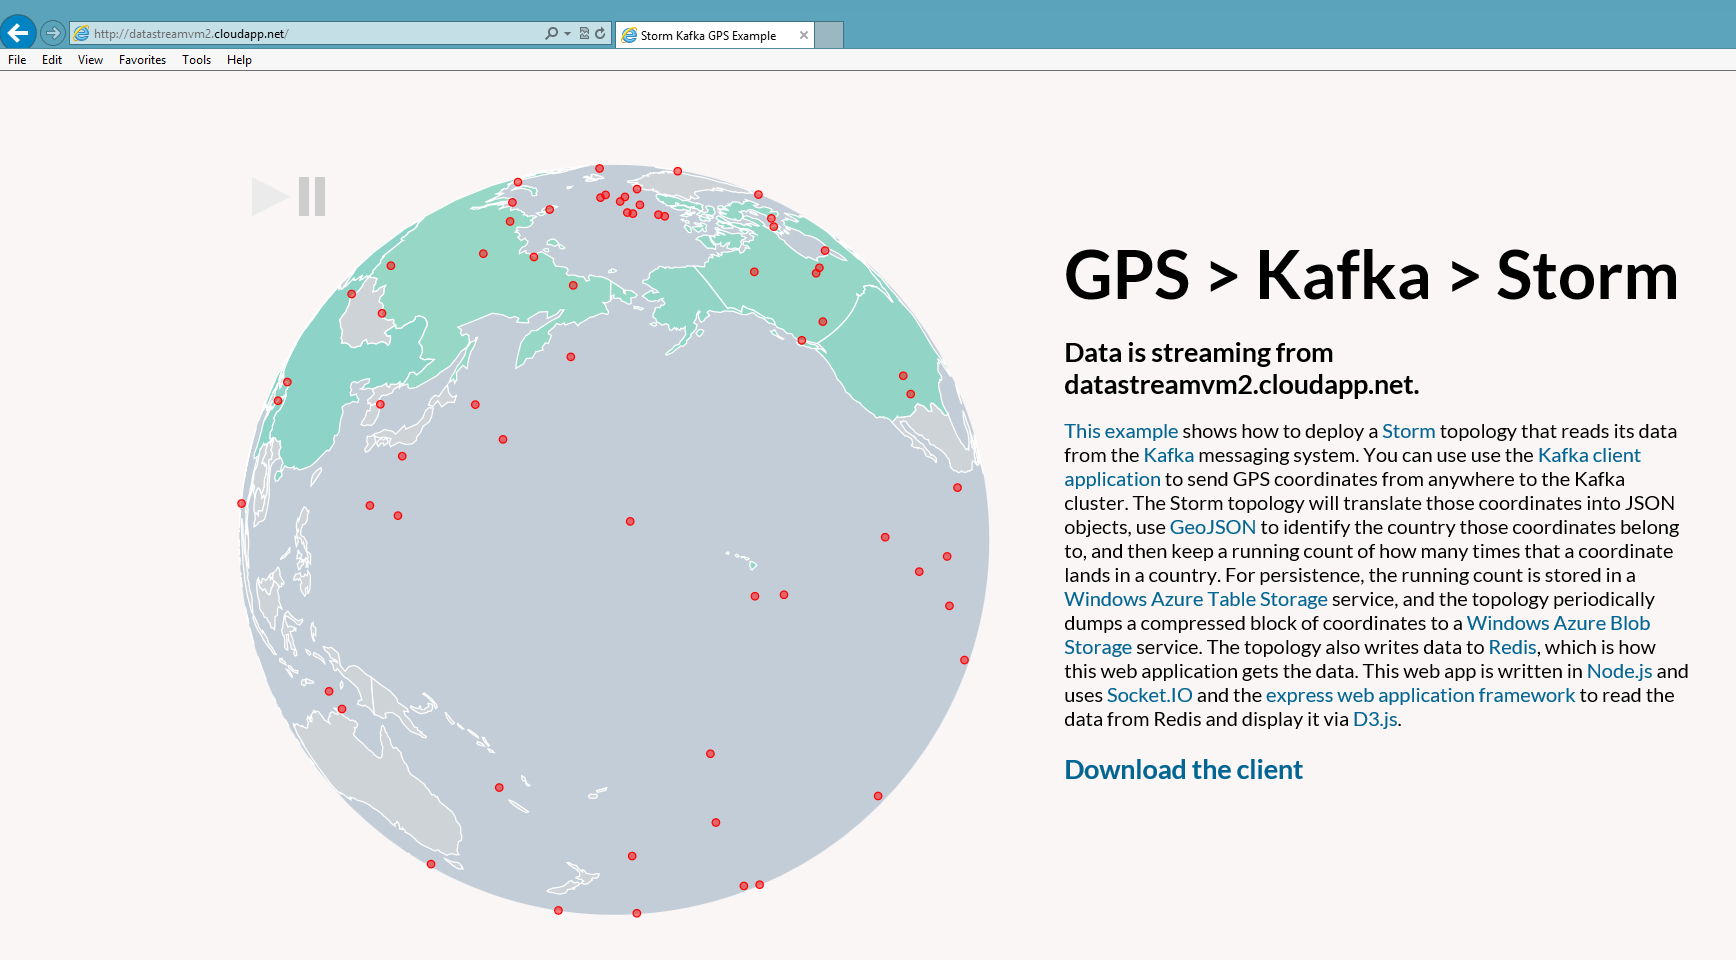 http://datastreamvm2.cloudapp.net/
Storm Kafka GPS Example
File Edit View Favorites Tools Help
GPS > Kafka > Storm
Data is streaming from
datastreamvm2.cloudapp.net.
This example shows how to deploy a Storm topology that reads its data
from the Kafka messaging system. You can use use the Kafka client
application to send GPS coordinates from anywhere to the Kafka
cluster. The Storm topology will translate those coordinates into JSON
objects, use GeoJSON to identify the country those coordinates belong
to, and then keep a running count of how many times that a coordinate
lands in a country. For persistence, the running count is stored in a
Windows Azure Table Storage service, and the topology periodically
dumps a compressed block of coordinates to a Windows Azure Blob
Storage service. The topology also writes data to Redis, which is how
this web application gets the data. This web app is written in Node.js and
uses Socket.IO and the express web application framework to read the
data from Redis and display it via D3.js.
Download the client